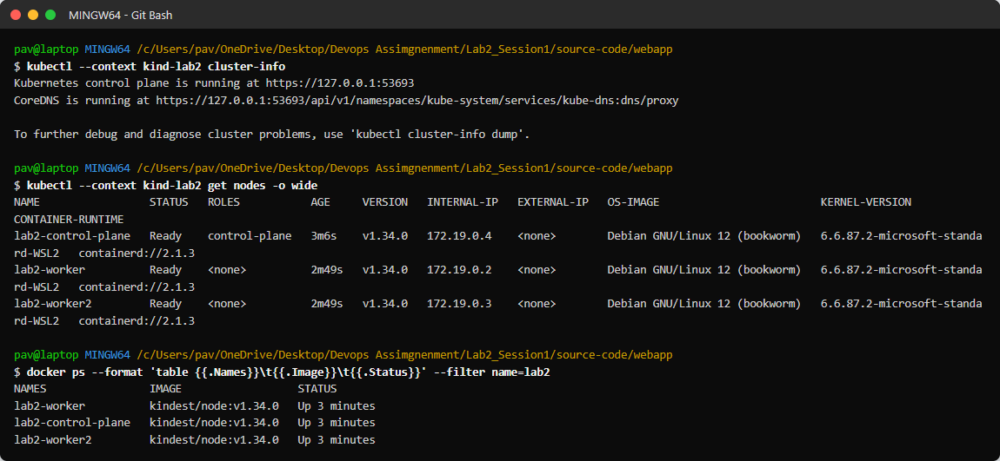 MINGW64 - Git Bash
pav@laptop MINGW64 /c/Users/pav/OneDrive/Desktop/Devops Assimgnenment/Lab2_Session1/source-code/webapp
$ kubectl --context kind-lab2 cluster-info
Kubernetes control plane is running at https://127.0.0.1:53693
CoreDNS is running at https://127.0.0.1:53693/api/v1/namespaces/kube-system/services/kube-dns:dns/proxy
To further debug and diagnose cluster problems, use 'kubectl cluster-info dump'.
pav@laptop MINGW64 /c/Users/pav/OneDrive/Desktop/Devops Assimgnenment/Lab2_Session1/source-code/webapp
$ kubectl --context kind-lab2 get nodes -o wide
NAME STATUS ROLES AGE VERSION INTERNAL-IP EXTERNAL-IP OS-IMAGE KERNEL-VERSION
CONTAINER-RUNTIME
lab2-control-plane Ready control-plane 3m6s v1.34.0 172.19.0.4 <none> Debian GNU/Linux 12 (bookworm) 6.6.87.2-microsoft-standa
rd-WSL2 containerd://2.1.3
lab2-worker Ready <none> 2m49s v1.34.0 172.19.0.2 <none> Debian GNU/Linux 12 (bookworm) 6.6.87.2-microsoft-standa
rd-WSL2 containerd://2.1.3
lab2-worker2 Ready <none> 2m49s v1.34.0 172.19.0.3 <none> Debian GNU/Linux 12 (bookworm) 6.6.87.2-microsoft-standa
rd-WSL2 containerd://2.1.3
pav@laptop MINGW64 /c/Users/pav/OneDrive/Desktop/Devops Assimgnenment/Lab2_Session1/source-code/webapp
$ docker ps --format 'table {{.Names}}\t{{.Image}}\t{{.Status}}' --filter name=lab2
NAMES IMAGE STATUS
lab2-worker kindest/node:v1.34.0 Up 3 minutes
lab2-control-plane kindest/node:v1.34.0 Up 3 minutes
lab2-worker2 kindest/node:v1.34.0 Up 3 minutes